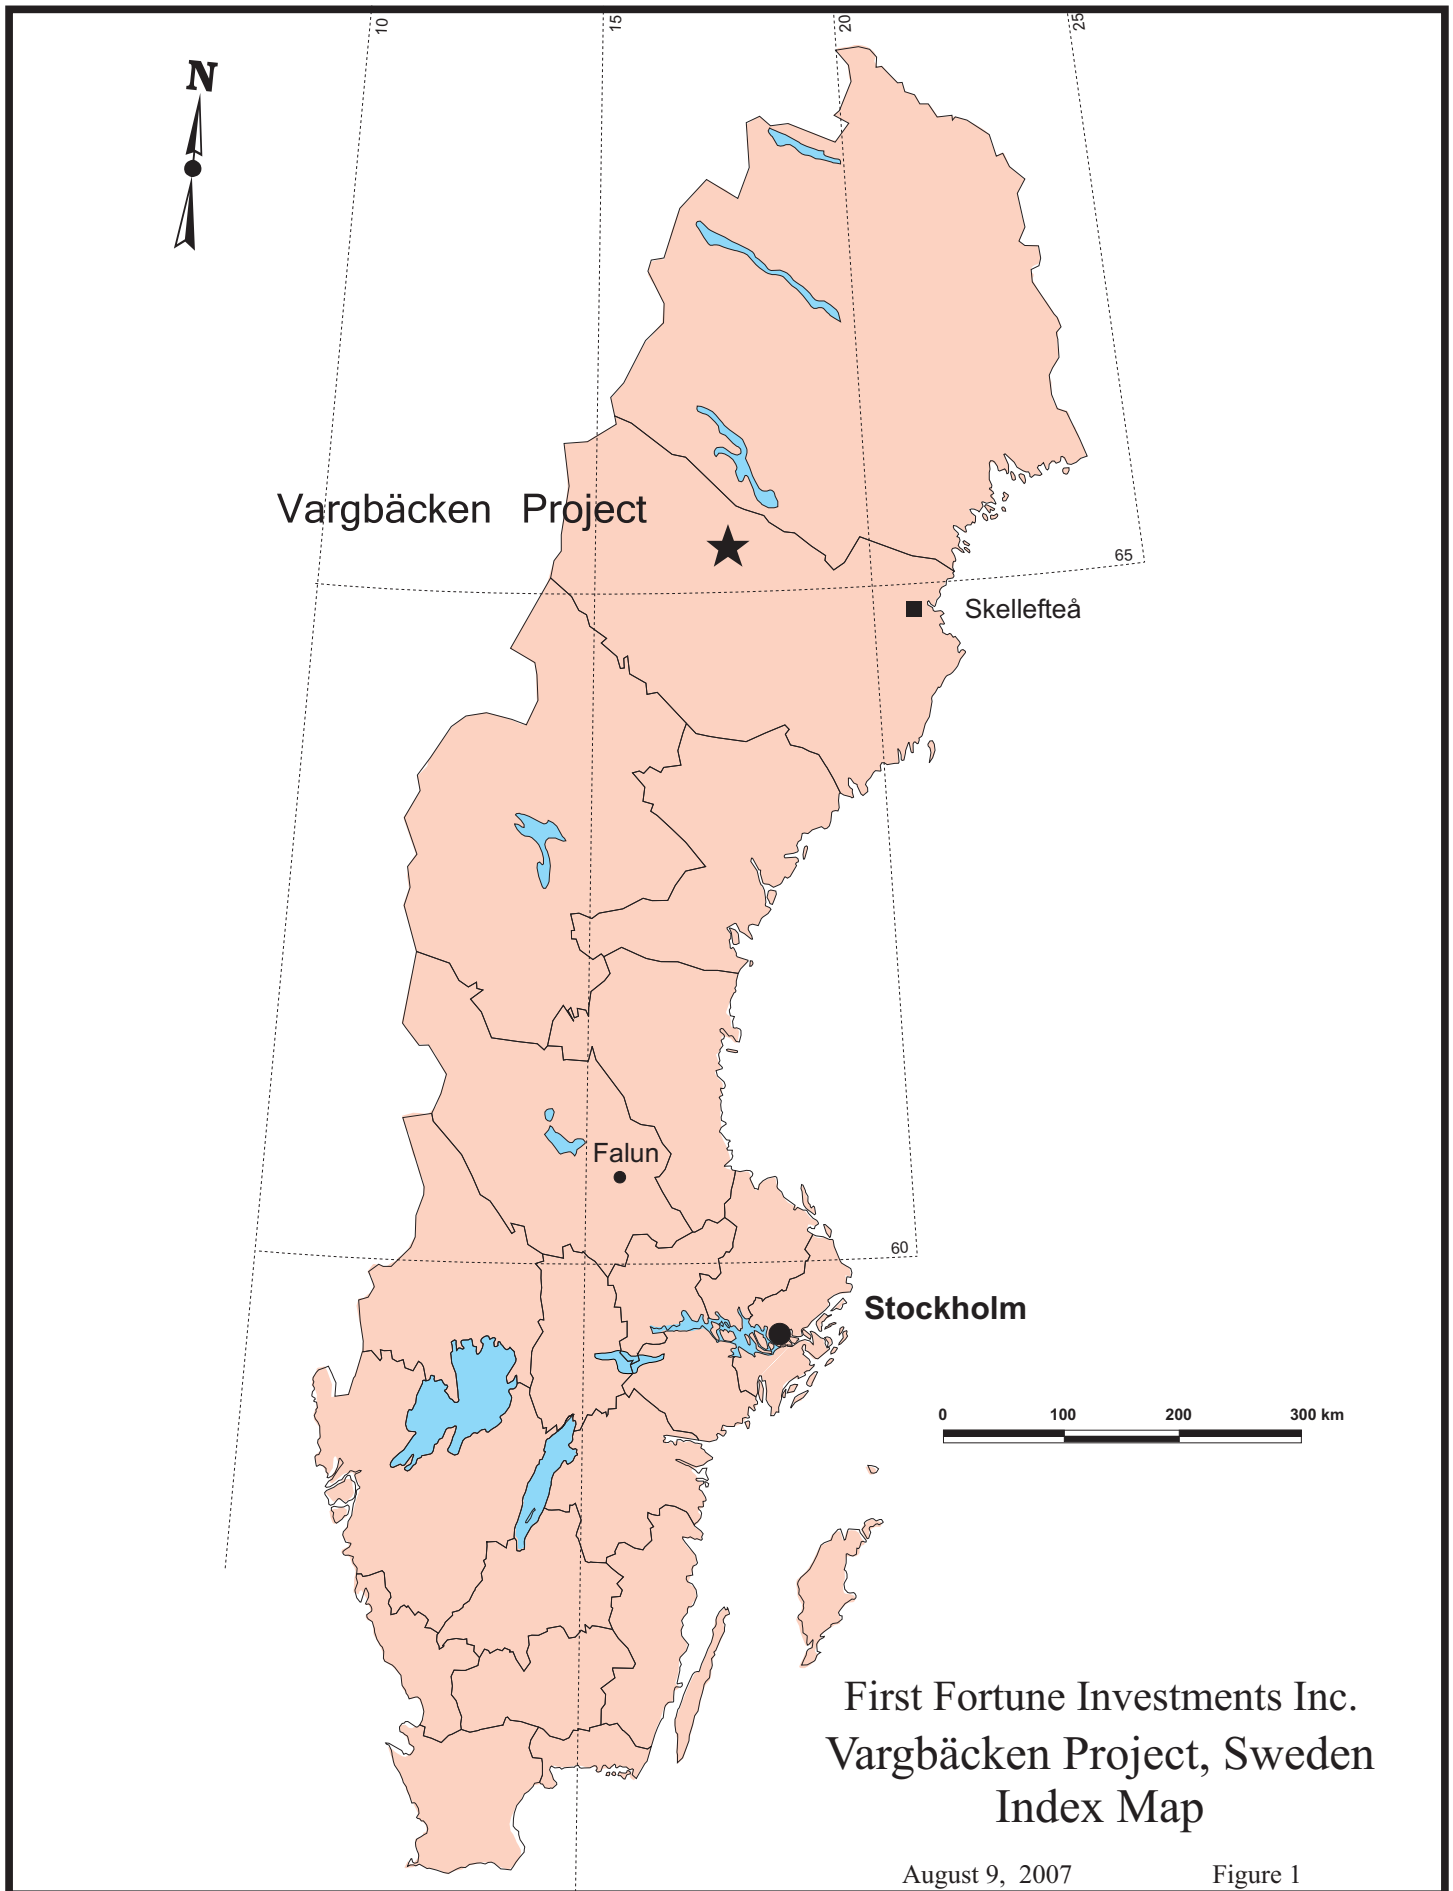 10
15
20
25
N
Vargbäcken Project
65
Skellefteå
Falun
60
Stockholm
0 100 200 300 km
First Fortune Investments Inc.
Vargbäcken Project, Sweden
Index Map
August 9, 2007 Figure 1